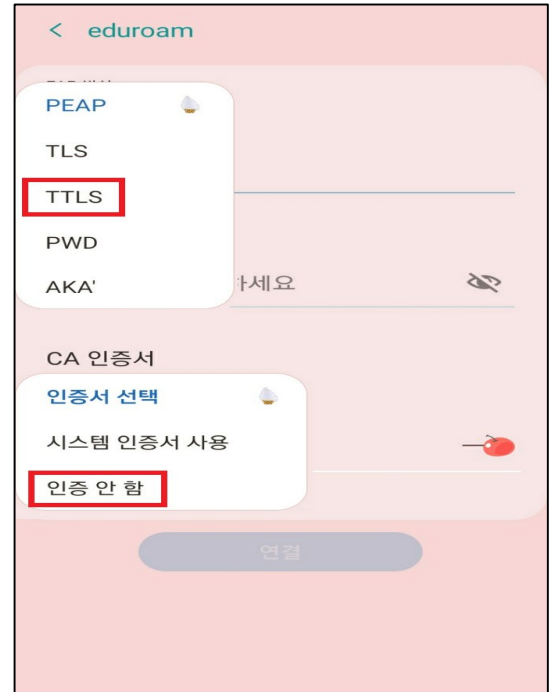 eduroam
PEAP
TLS
TTLS
PWD
AKA'
하세요
CA 인증서
인증서 선택
시스템 인증서 사용
인증 안 함
연결